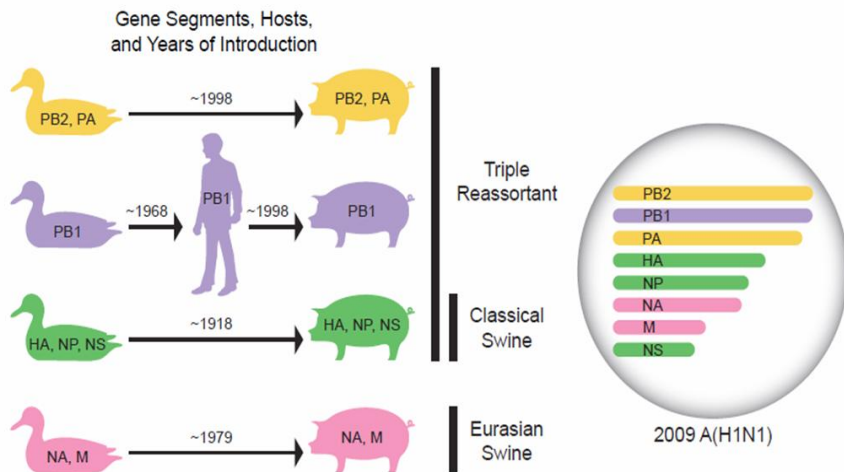 Gene Segments, Hosts,
and Years of Introduction
PB2, PA
~1998
PB2, PA
PB1
~1968
PB1
~1998
PB1
HA, NP, NS
~1918
HA, NP, NS
NA, M
~1979
NA, M
Triple
Reassortant
Classical
Swine
Eurasian
Swine
PB2
PB1
PA
HA
NP
NA
M
NS
2009 A(H1N1)